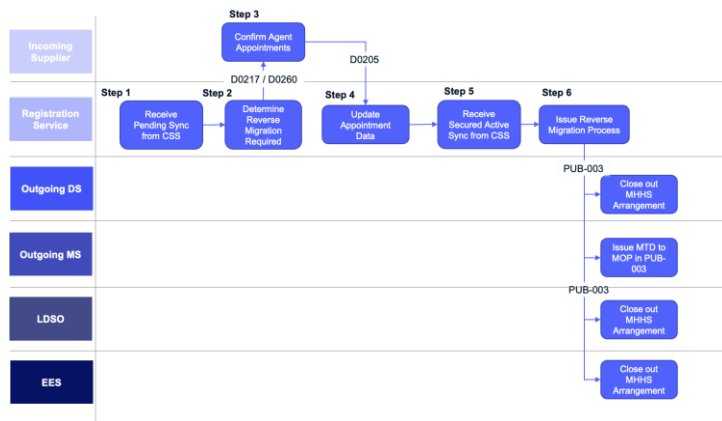 Step 3
Incoming
Supplier
Confirm Agent
Appointments
D0217 / D0260
D0205
Step 1
Step 2
Step 4
Step 5
Step 6
Registration
Service
Receive
Pending Sync
from CSS
Determine
Reverse
Migration
Required
Update
Appointment
Data
Receive
Secured Active
Sync from CSS
Issue Reverse
Migration Process
PUB-003
Outgoing DS
Close out
MHHS
Arrangement
Outgoing MS
Issue MTD to
MOP in PUB-
003
PUB-003
LDSO
Close out
MHHS
Arrangement
EES
Close out
MHHS
Arrangement